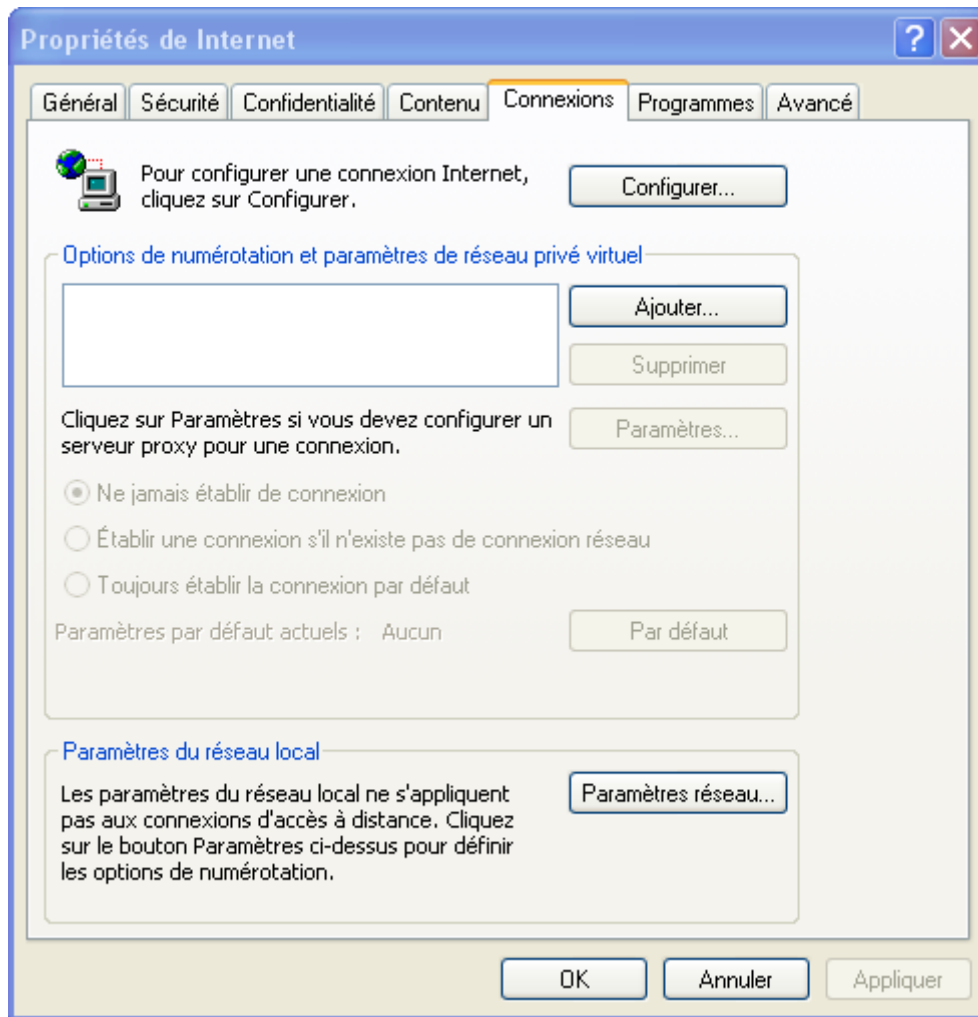 Propriétés de Internet
Général Sécurité Confidentialité Contenu Connexions Programmes Avancé
Pour configurer une connexion Internet,
cliquez sur Configurer.
Configurer...
Options de numérotation et paramètres de réseau privé virtuel
Ajouter...
Supprimer
Cliquez sur Paramètres si vous devez configurer un
serveur proxy pour une connexion.
Paramètres...
Ne jamais établir de connexion
Établir une connexion s'il n'existe pas de connexion réseau
Toujours établir la connexion par défaut
Paramètres par défaut actuels : Aucun
Par défaut
Paramètres du réseau local
Les paramètres du réseau local ne s'appliquent
pas aux connexions d'accès à distance. Cliquez
sur le bouton Paramètres ci-dessus pour définir
les options de numérotation.
Paramètres réseau...
OK Annuler Appliquer